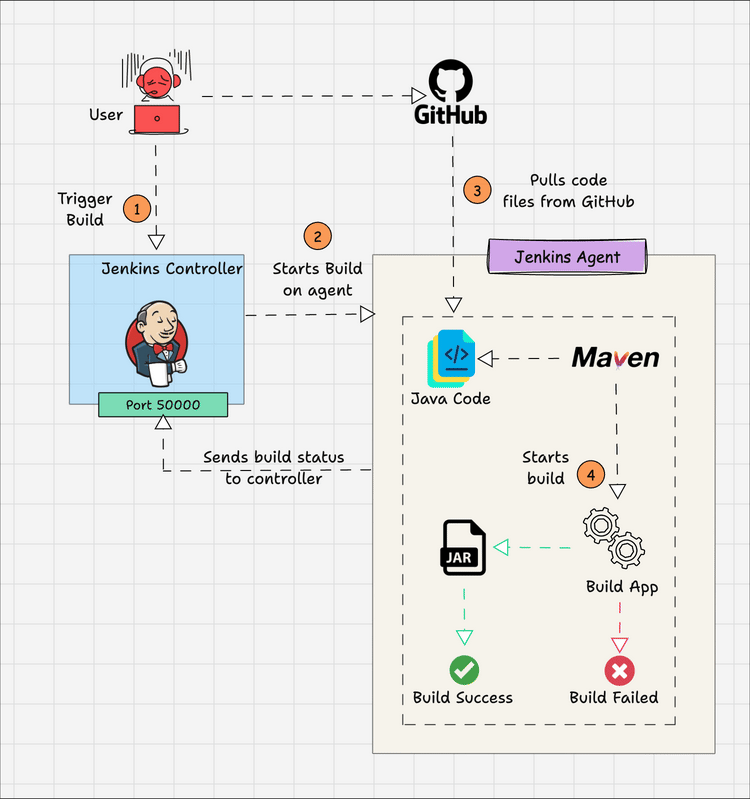 User
GitHub
Trigger
Build
1
2
3
Pulls code
files from GitHub
Jenkins Controller
Starts Build
on agent
Jenkins Agent
Port 50000
</>
Java Code
Maven
Sends build status
to controller
Starts
build
4
JAR
Build App
Build Success
Build Failed